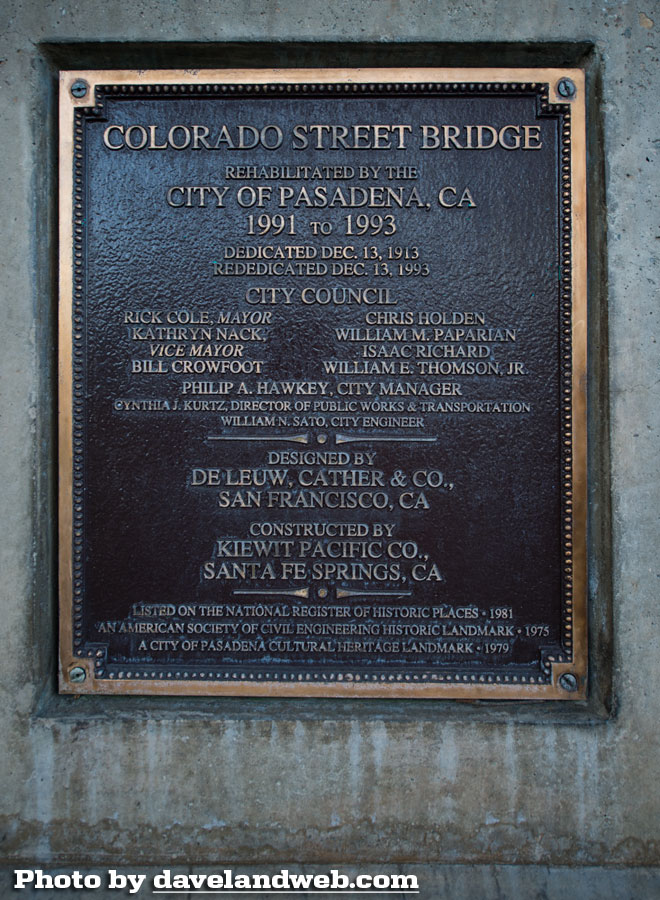 COLORADO STREET BRIDGE
REHABILITATED BY THE
CITY OF PASADENA, CA
1991 TO 1993
DEDICATED DEC. 13, 1913
REDEDICATED DEC. 13, 1993
CITY COUNCIL
RICK COLE, MAYOR
KATHRYN NACK,
VICE MAYOR
BILL CROWFOOT
CHRIS HOLDEN
WILLIAM M. PAPARIAN
ISAAC RICHARD
WILLIAM E. THOMSON, JR.
PHILIP A. HAWKEY, CITY MANAGER
CYNTHIA J. KURTZ, DIRECTOR OF PUBLIC WORKS & TRANSPORTATION
WILLIAM N. SATO, CITY ENGINEER
DESIGNED BY
DE LEUW, CATHER & CO.,
SAN FRANCISCO, CA
CONSTRUCTED BY
KIEWIT PACIFIC CO.,
SANTA FE SPRINGS, CA
LISTED ON THE NATIONAL REGISTER OF HISTORIC PLACES • 1981
AN AMERICAN SOCIETY OF CIVIL ENGINEERING HISTORIC LANDMARK • 1975
A CITY OF PASADENA CULTURAL HERITAGE LANDMARK • 1979
Photo by davelandweb.com